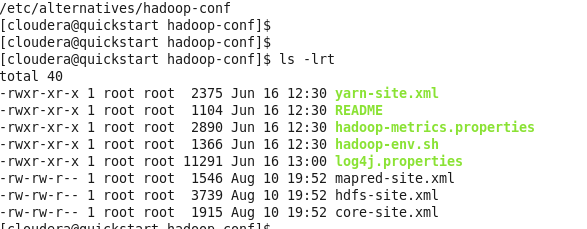 /etc/alternatives/hadoop-conf
[cloudera@quickstart hadoop-conf]$
[cloudera@quickstart hadoop-conf]$
[cloudera@quickstart hadoop-conf]$ ls -lrt
total 40
-rwxr-xr-x 1 root root  2375 Jun 16 12:30 yarn-site.xml
-rwxr-xr-x 1 root root  1104 Jun 16 12:30 README
-rwxr-xr-x 1 root root  2890 Jun 16 12:30 hadoop-metrics.properties
-rwxr-xr-x 1 root root  1366 Jun 16 12:30 hadoop-env.sh
-rwxr-xr-x 1 root root 11291 Jun 16 13:00 log4j.properties
-rw-rw-r-- 1 root root  1546 Aug 10 19:52 mapred-site.xml
-rw-rw-r-- 1 root root  3739 Aug 10 19:52 hdfs-site.xml
-rw-rw-r-- 1 root root  1915 Aug 10 19:52 core-site.xml
[cloudera@quickstart hadoop-conf]$